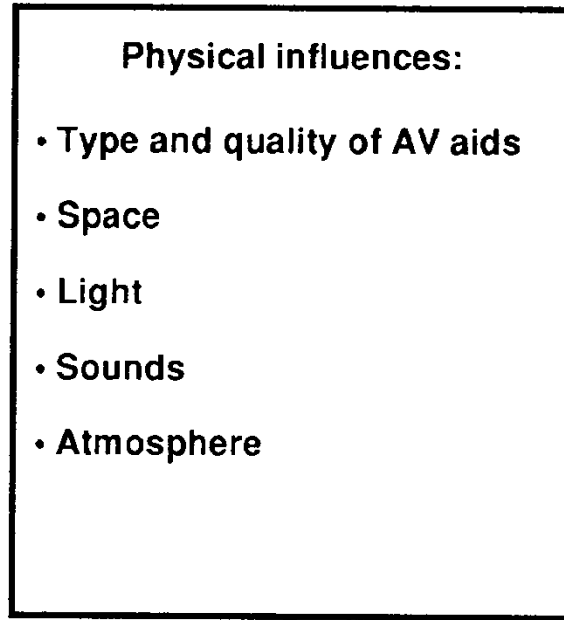 Physical influences:
• Type and quality of AV aids
• Space
• Light
• Sounds
• Atmosphere